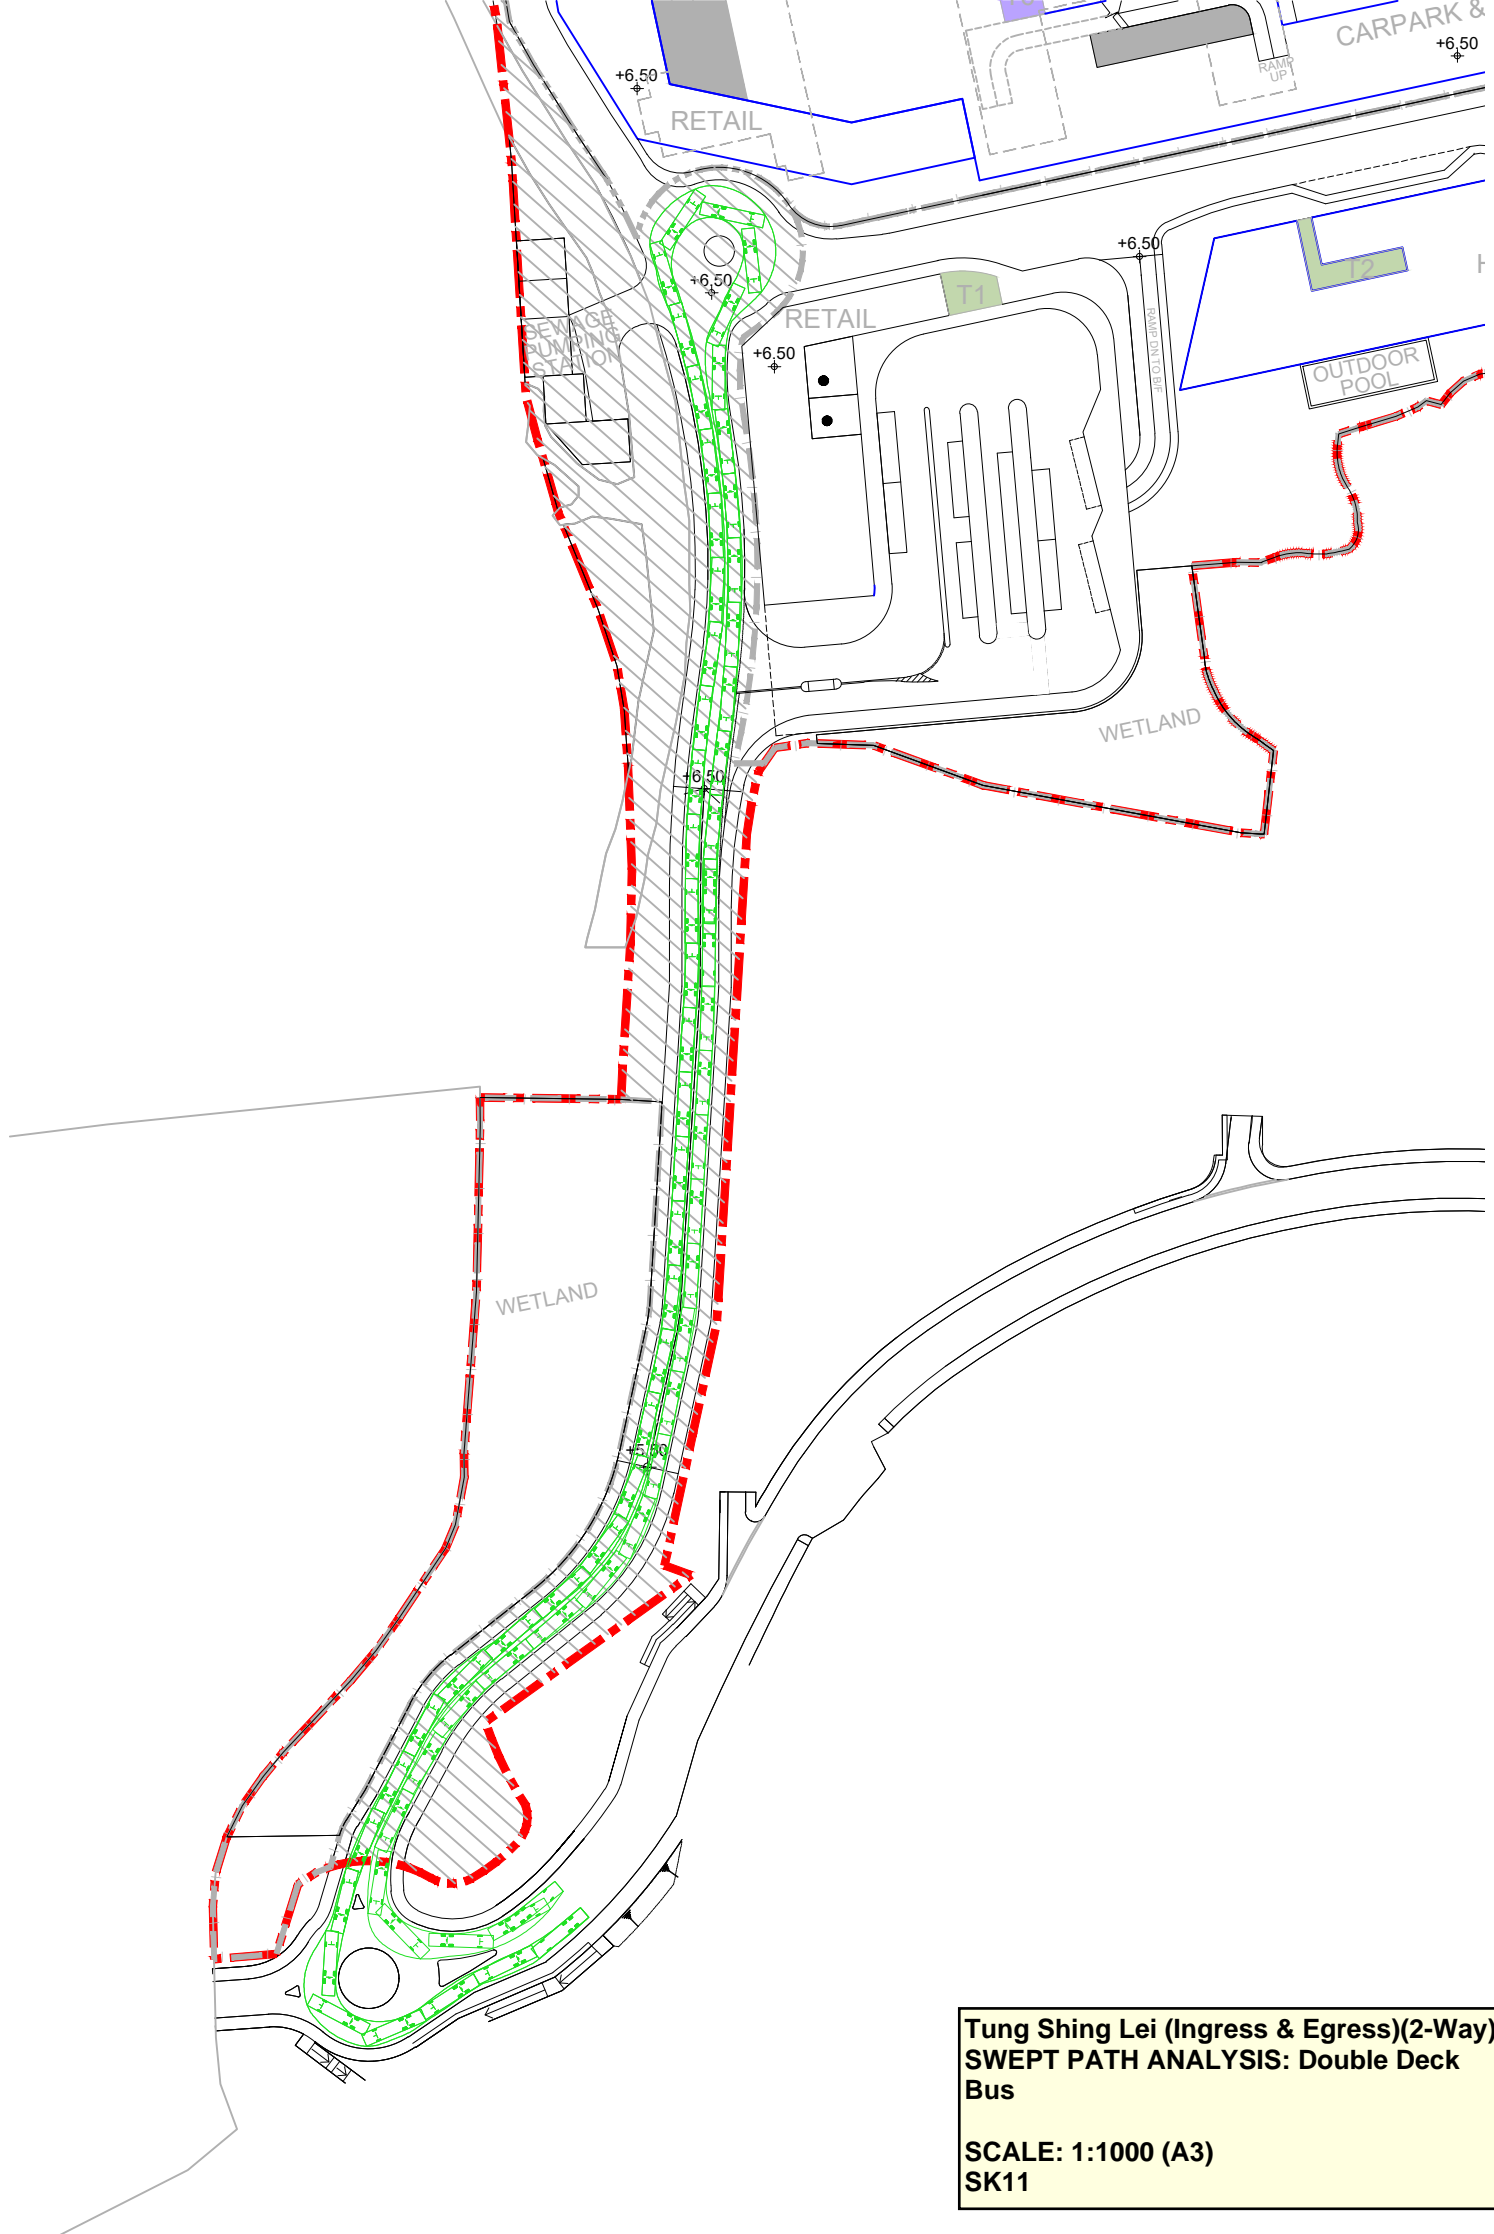 CARPARK &
+6.50
+6.50
RAMP
UP
RETAIL
+6.50
+6.50
T2
H
T1
RETAIL
SEWAGE
PUMPING
STATION
RAMP DN TO B/F
+6.50
OUTDOOR
POOL
WETLAND
+6.50
WETLAND
+5.50
Tung Shing Lei (Ingress & Egress)(2-Way)
SWEPT PATH ANALYSIS: Double Deck
Bus
SCALE: 1:1000 (A3)
SK11